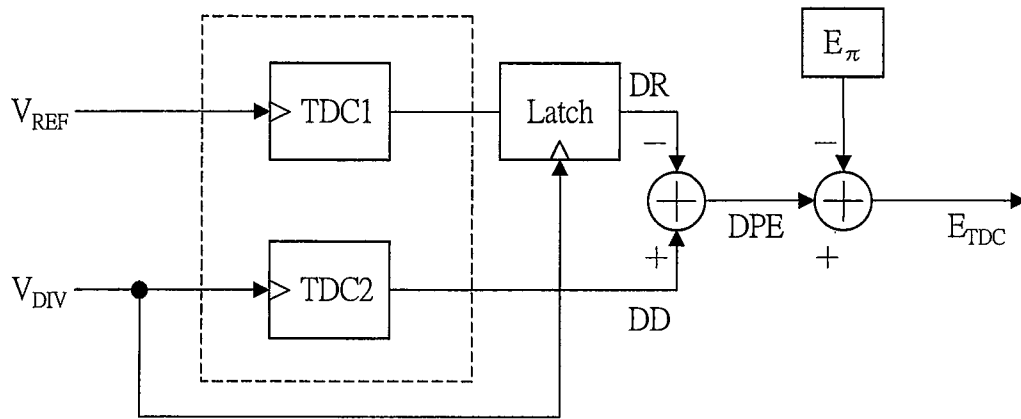 E_π
DR
V_REF
TDC1
Latch
−
−
+
+
DPE
E_TDC
+
+
V_DIV
TDC2
DD